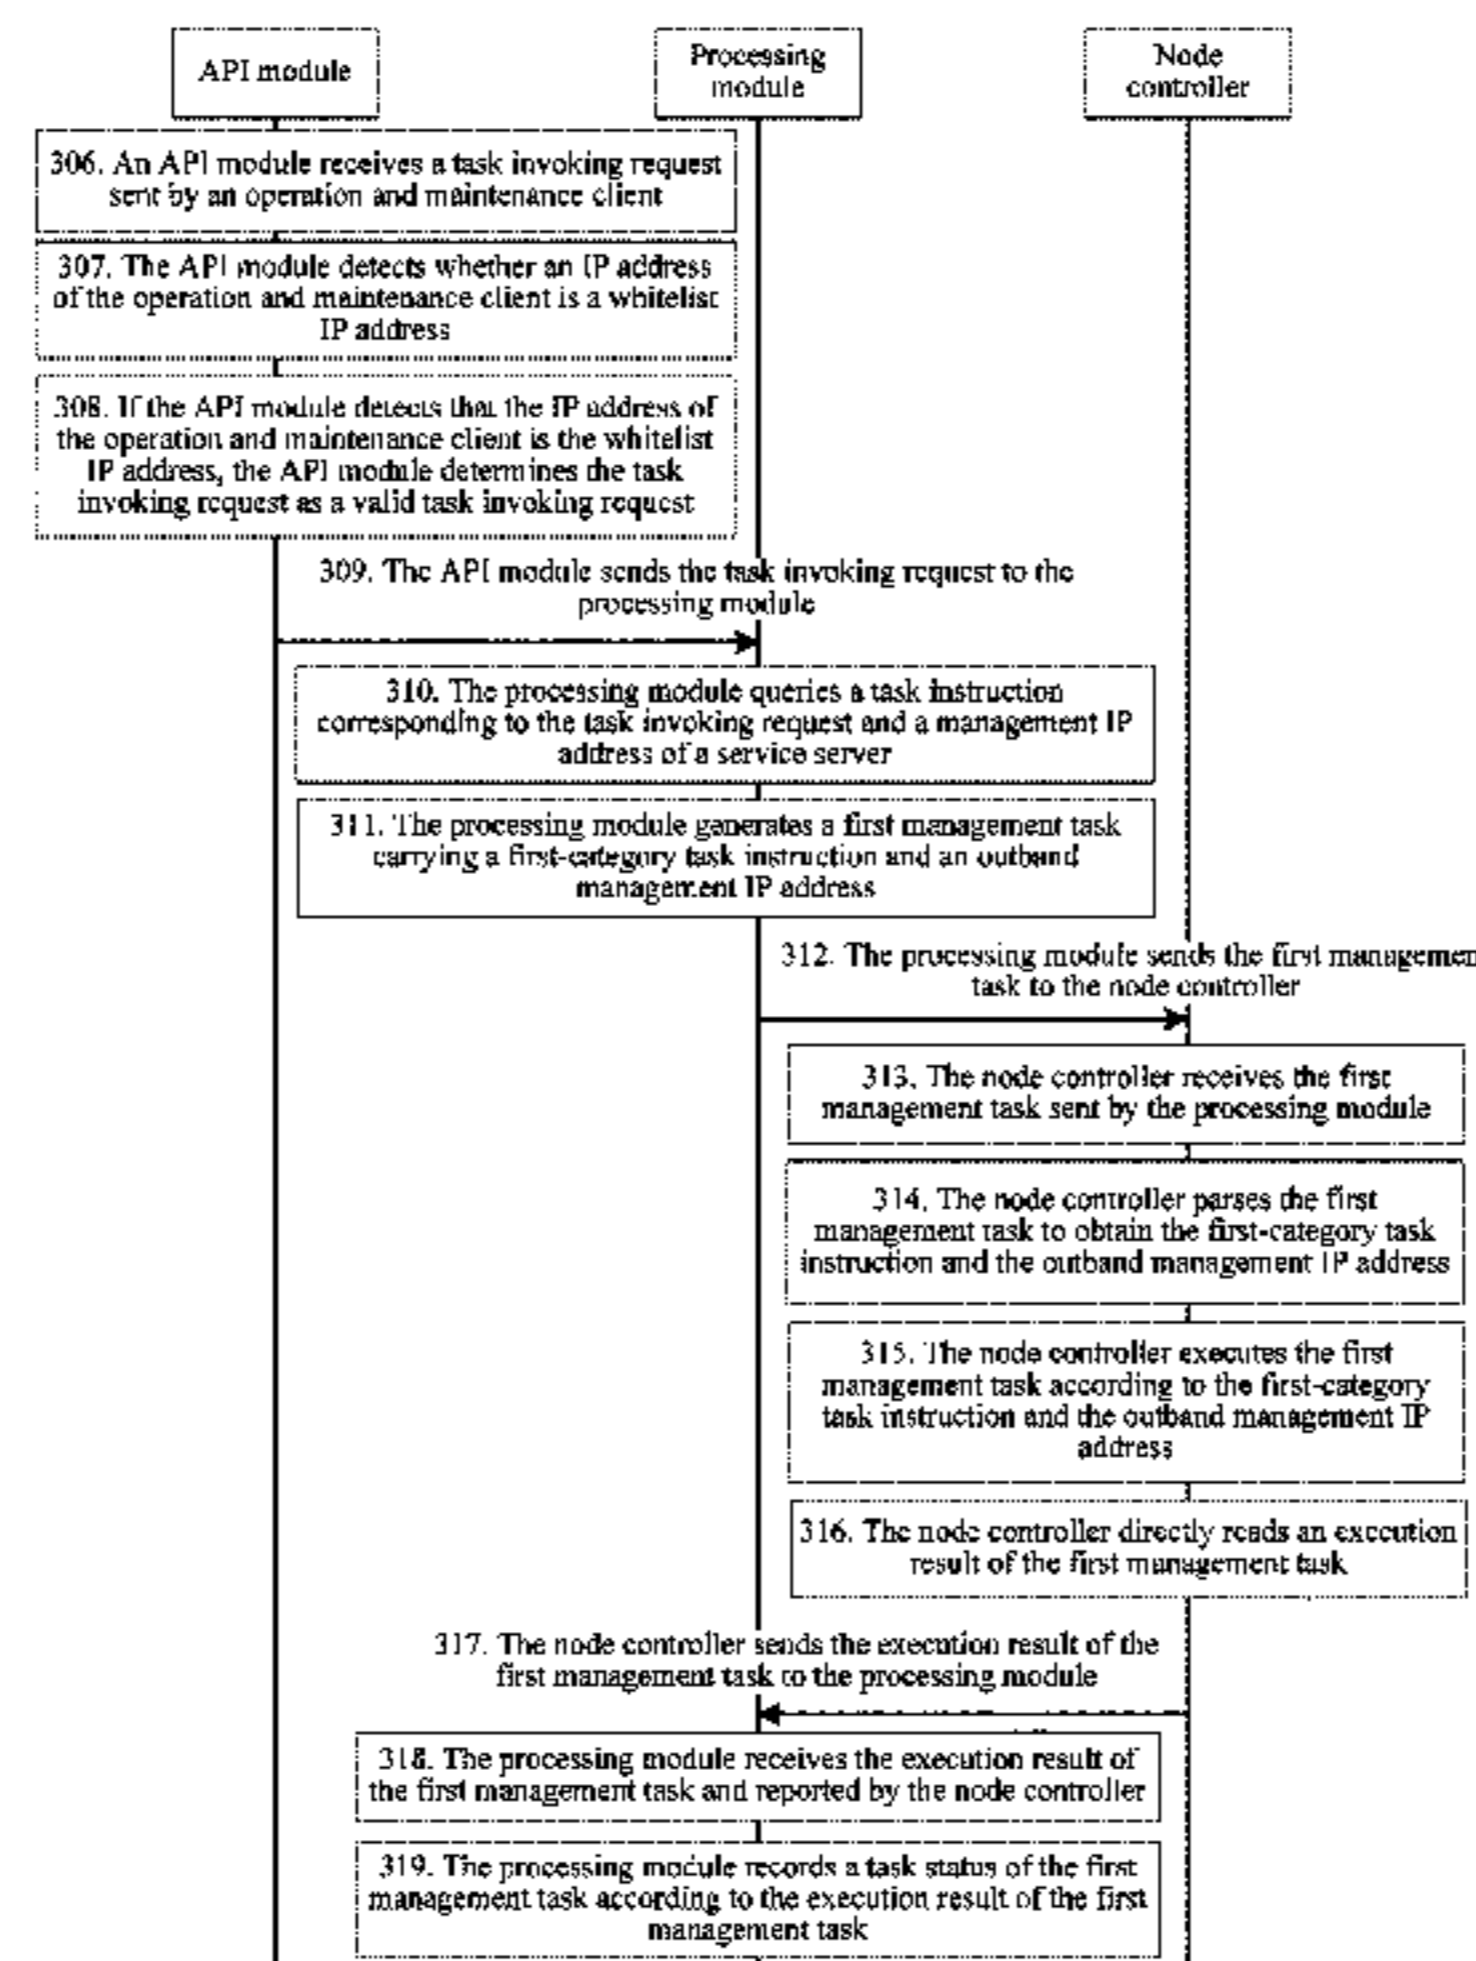 API module
Processing
module
Node
controller
306. An API module receives a task invoking request
sent by an operation and maintenance client
307. The API module detects whether an IP address
of the operation and maintenance client is a whitelist
IP address
308. If the API module detects that the IP address of
the operation and maintenance client is the whitelist
IP address, the API module determines the task
invoking request as a valid task invoking request
309. The API module sends the task invoking request to the
processing module
310. The processing module queries a task instruction
corresponding to the task invoking request and a management IP
address of a service server
311. The processing module generates a first management task
carrying a first-category task instruction and an outband
management IP address
312. The processing module sends the first managemen
task to the node controller
313. The node controller receives the first
management task sent by the processing module
314. The node controller parses the first
management task to obtain the first-category task
instruction and the outband management IP address
315. The node controller executes the first
management task according to the first-category
task instruction and the outband management IP
address
316. The node controller directly reads an execution
result of the first management task
317. The node controller sends the execution result of the
first management task to the processing module
318. The processing module receives the execution result of
the first management task and reported by the node controller
319. The processing module records a task status of the first
management task according to the execution result of the first
management task